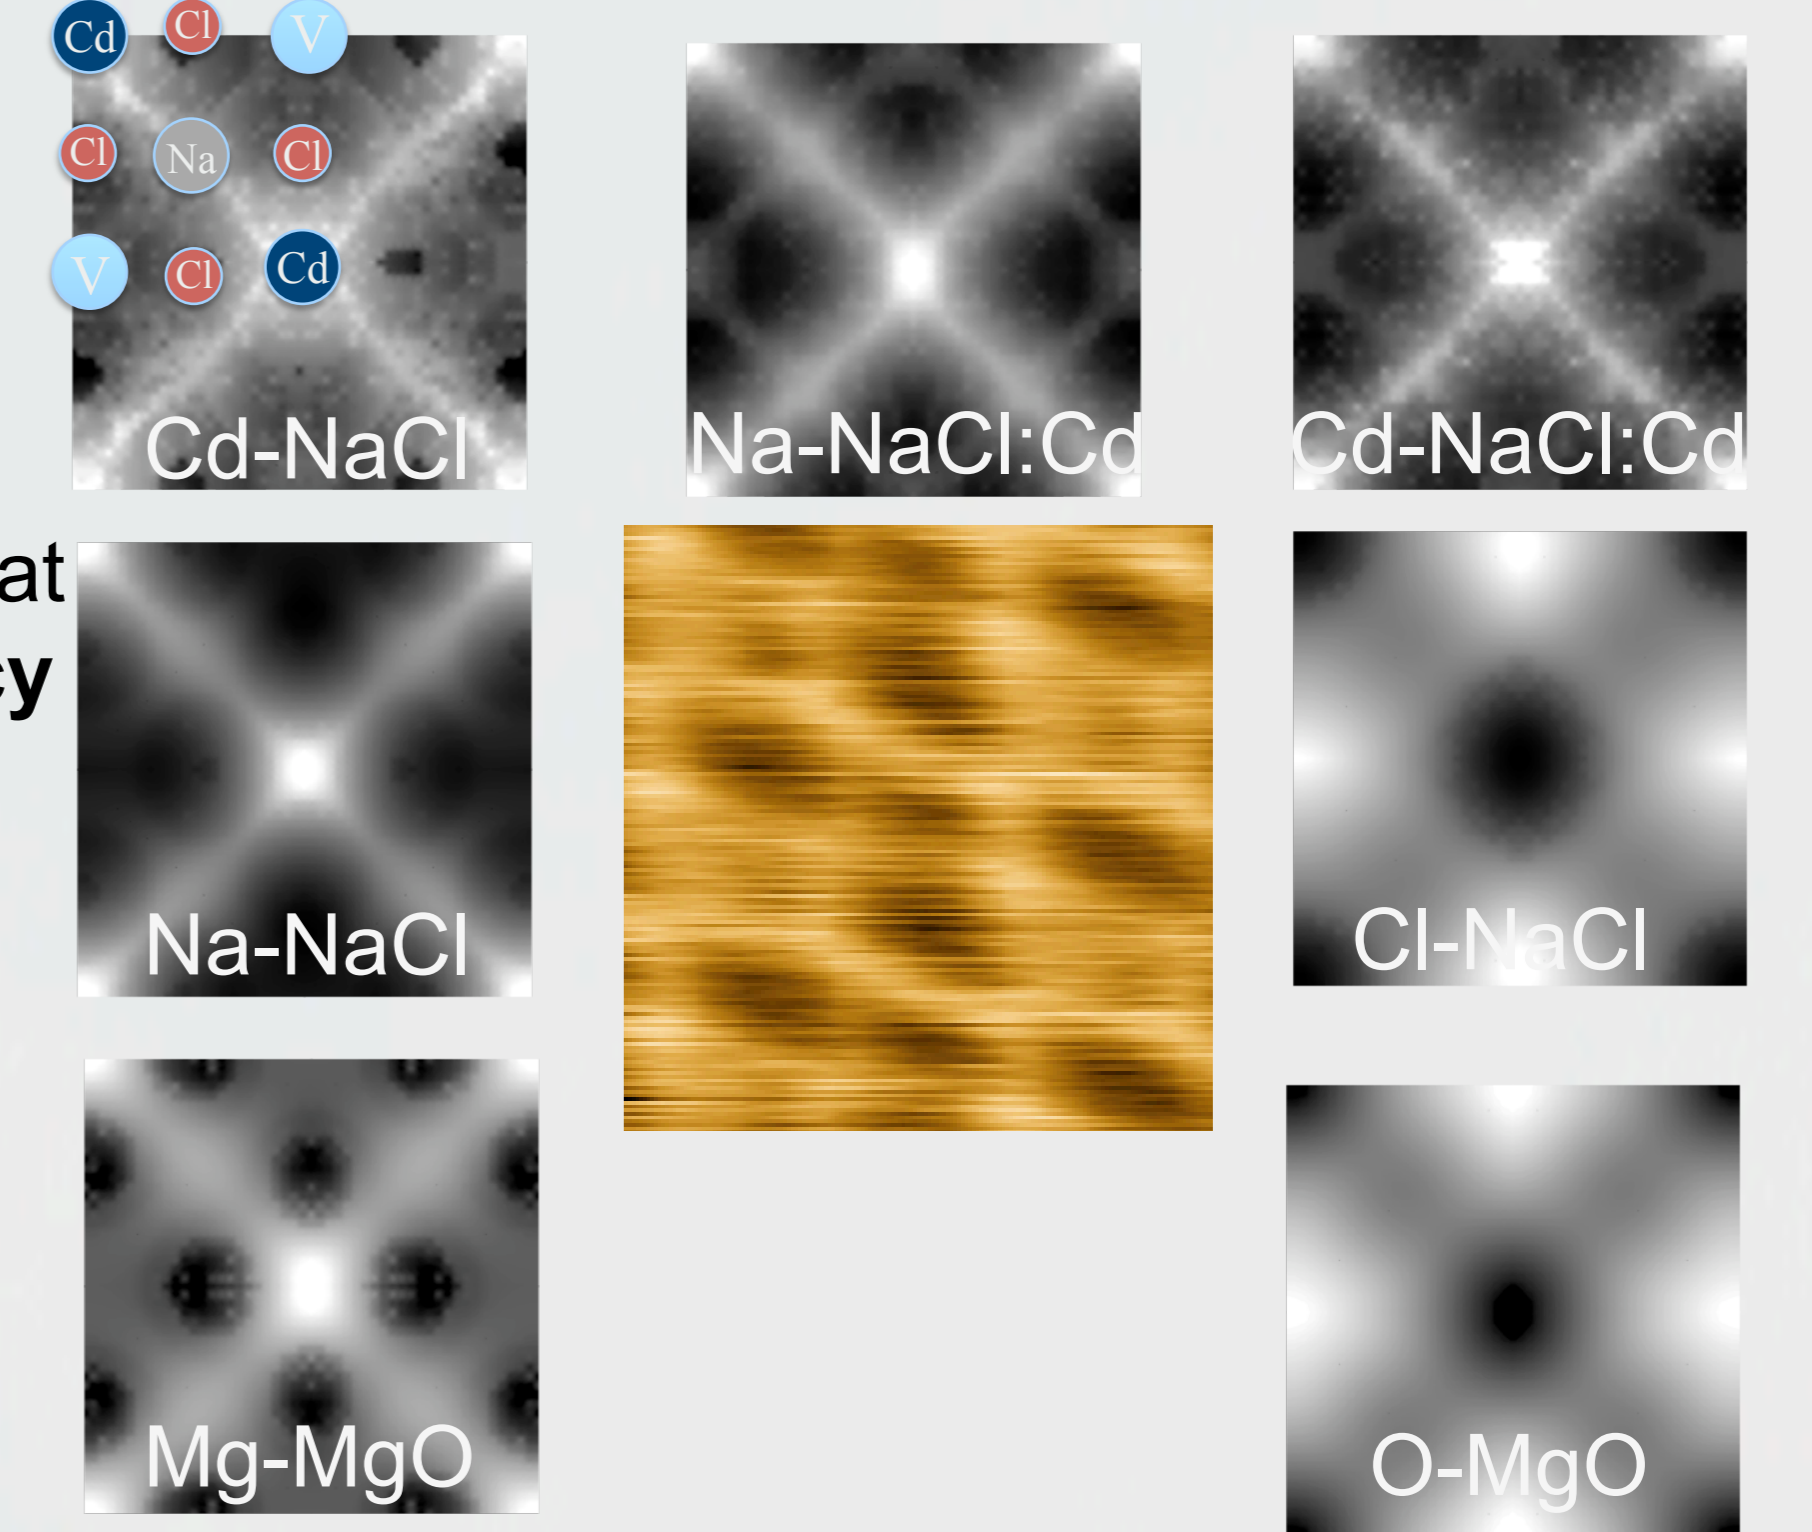 Cd Cl V
Cl Na Cl
V Cl Cd
Cd-NaCl
Na-NaCl:Cd
Cd-NaCl:Cd
at
cy
Na-NaCl
Cl-NaCl
Mg-MgO
O-MgO